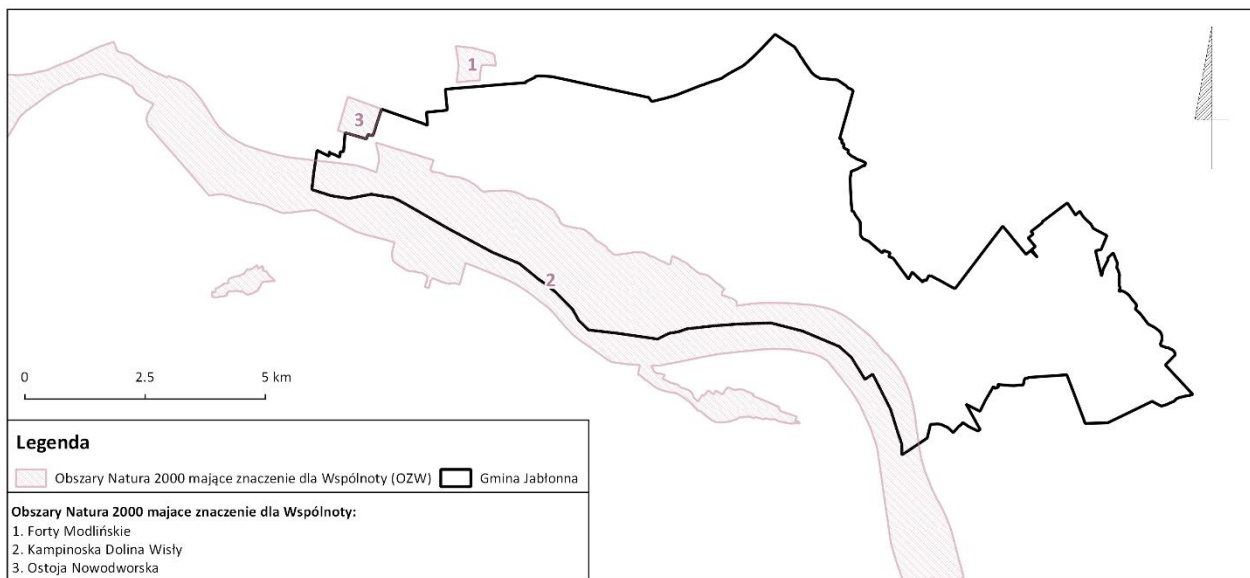 1
3
2
0 2.5 5 km
Legenda
Obszary Natura 2000 mające znaczenie dla Wspólnoty (OZW) Gmina Jabłonna
Obszary Natura 2000 majace znaczenie dla Wspólnoty:
1. Forty Modlińskie
2. Kampinoska Dolina Wisły
3. Ostoja Nowodworska